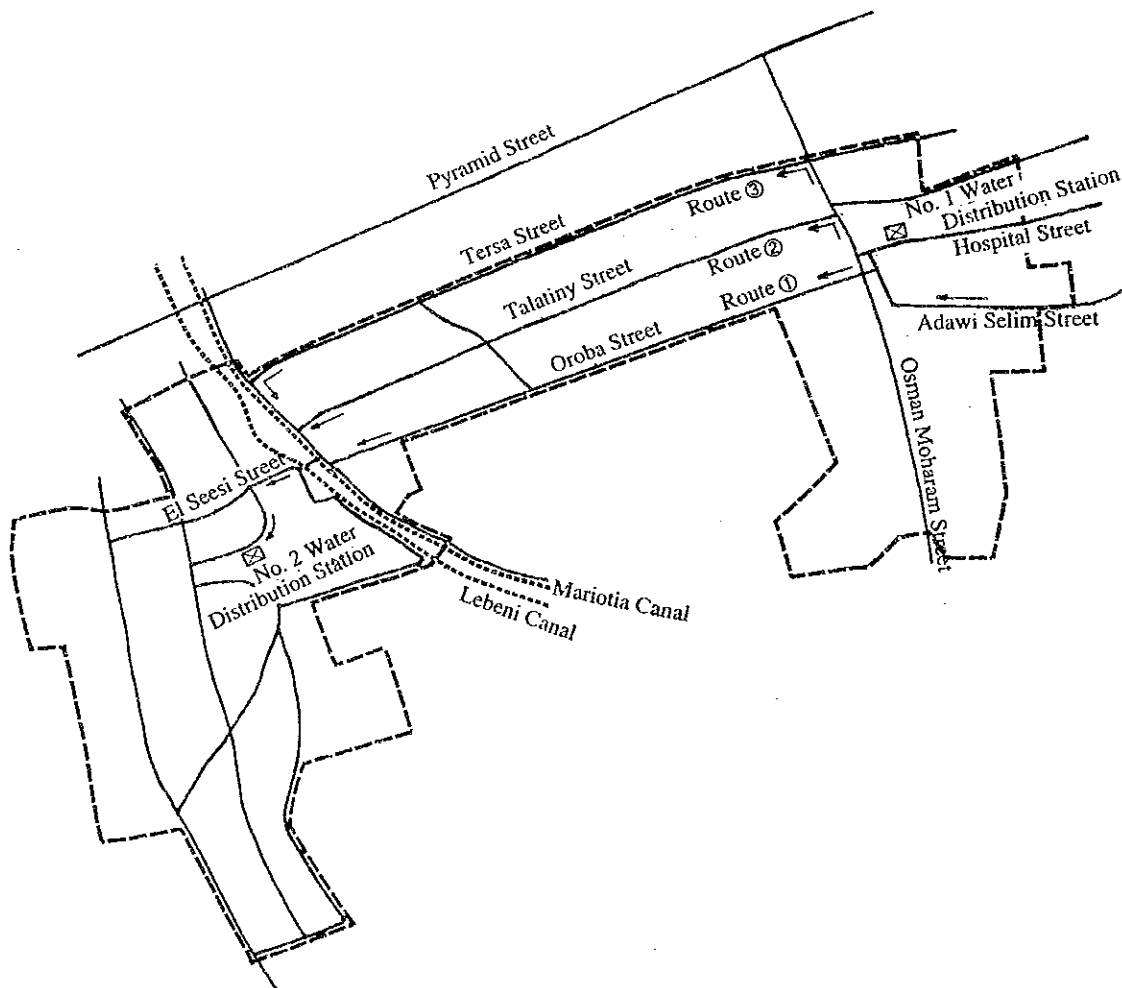 Pyramid Street
No. 1 Water
Distribution Station
Tersa Street
Route ③
Hospital Street
Talatiny Street
Route ②
Route ①
Adawi Selim Street
Oroba Street
Osman Moharam Street
El Seesi Street
No. 2 Water
Distribution Station
Mariotia Canal
Lebeni Canal